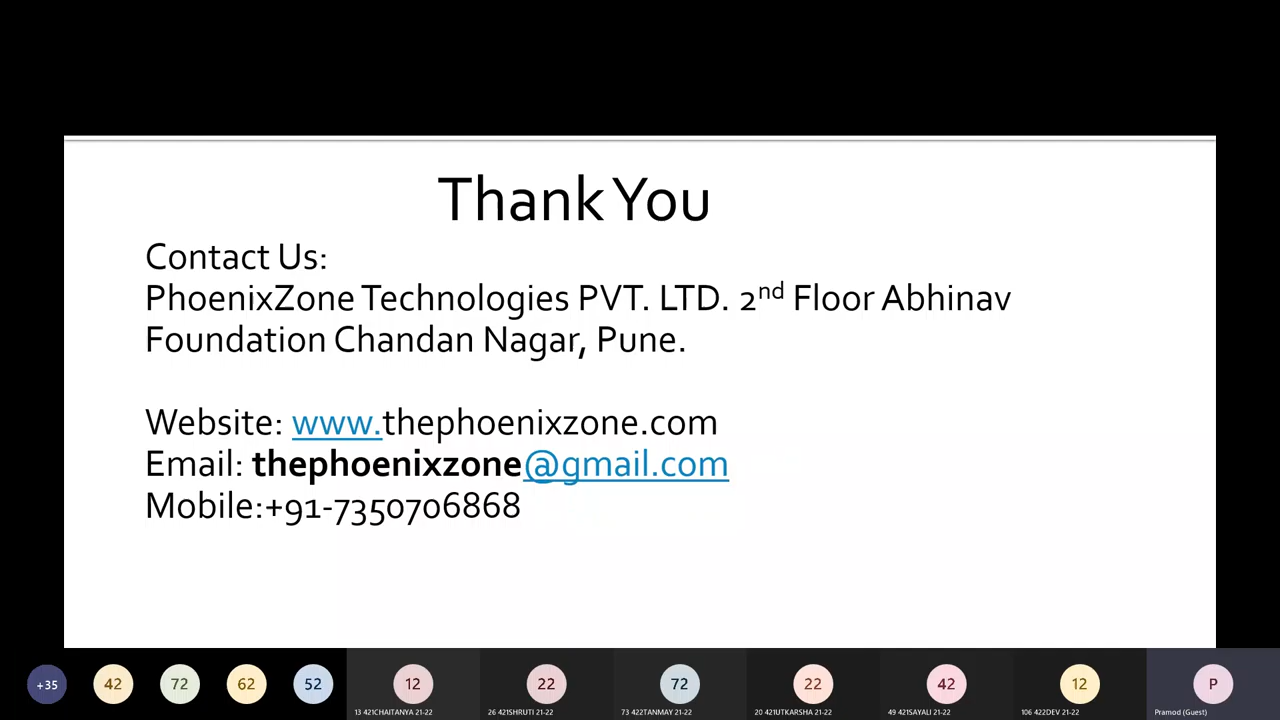 Thank You
Contact Us:
PhoenixZone Technologies PVT. LTD. 2nd Floor Abhinav
Foundation Chandan Nagar, Pune.
Website: www.thephoenixzone.com
Email: thephoenixzone@gmail.com
Mobile:+91-7350706868
+35 42 72 62 52 12 22 72 22 42 12 P
13 421CHAITANYA 21-22 26 421SHRUTI 21-22 73 422TANMAY 21-22 20 421UTKARSHA 21-22 49 421SAYALI 21-22 106 422DEV 21-22 Pramod (Guest)